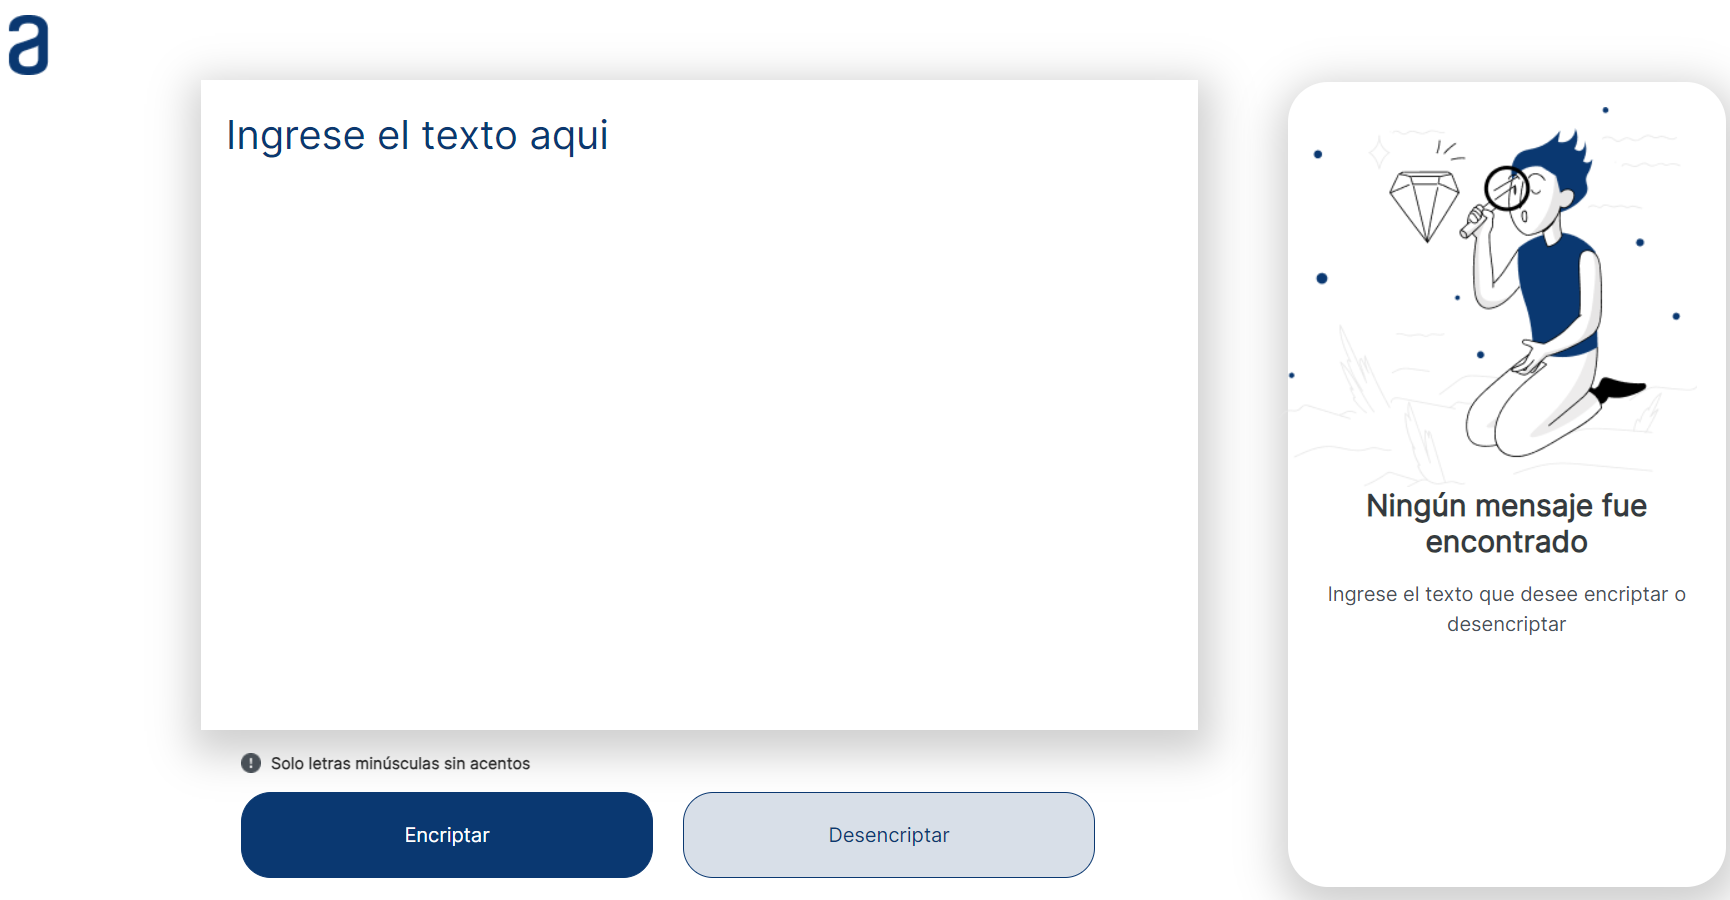 a
Ingrese el texto aqui
Solo letras minúsculas sin acentos
Encriptar
Desencriptar
Ningún mensaje fue
encontrado
Ingrese el texto que desee encriptar o
desencriptar